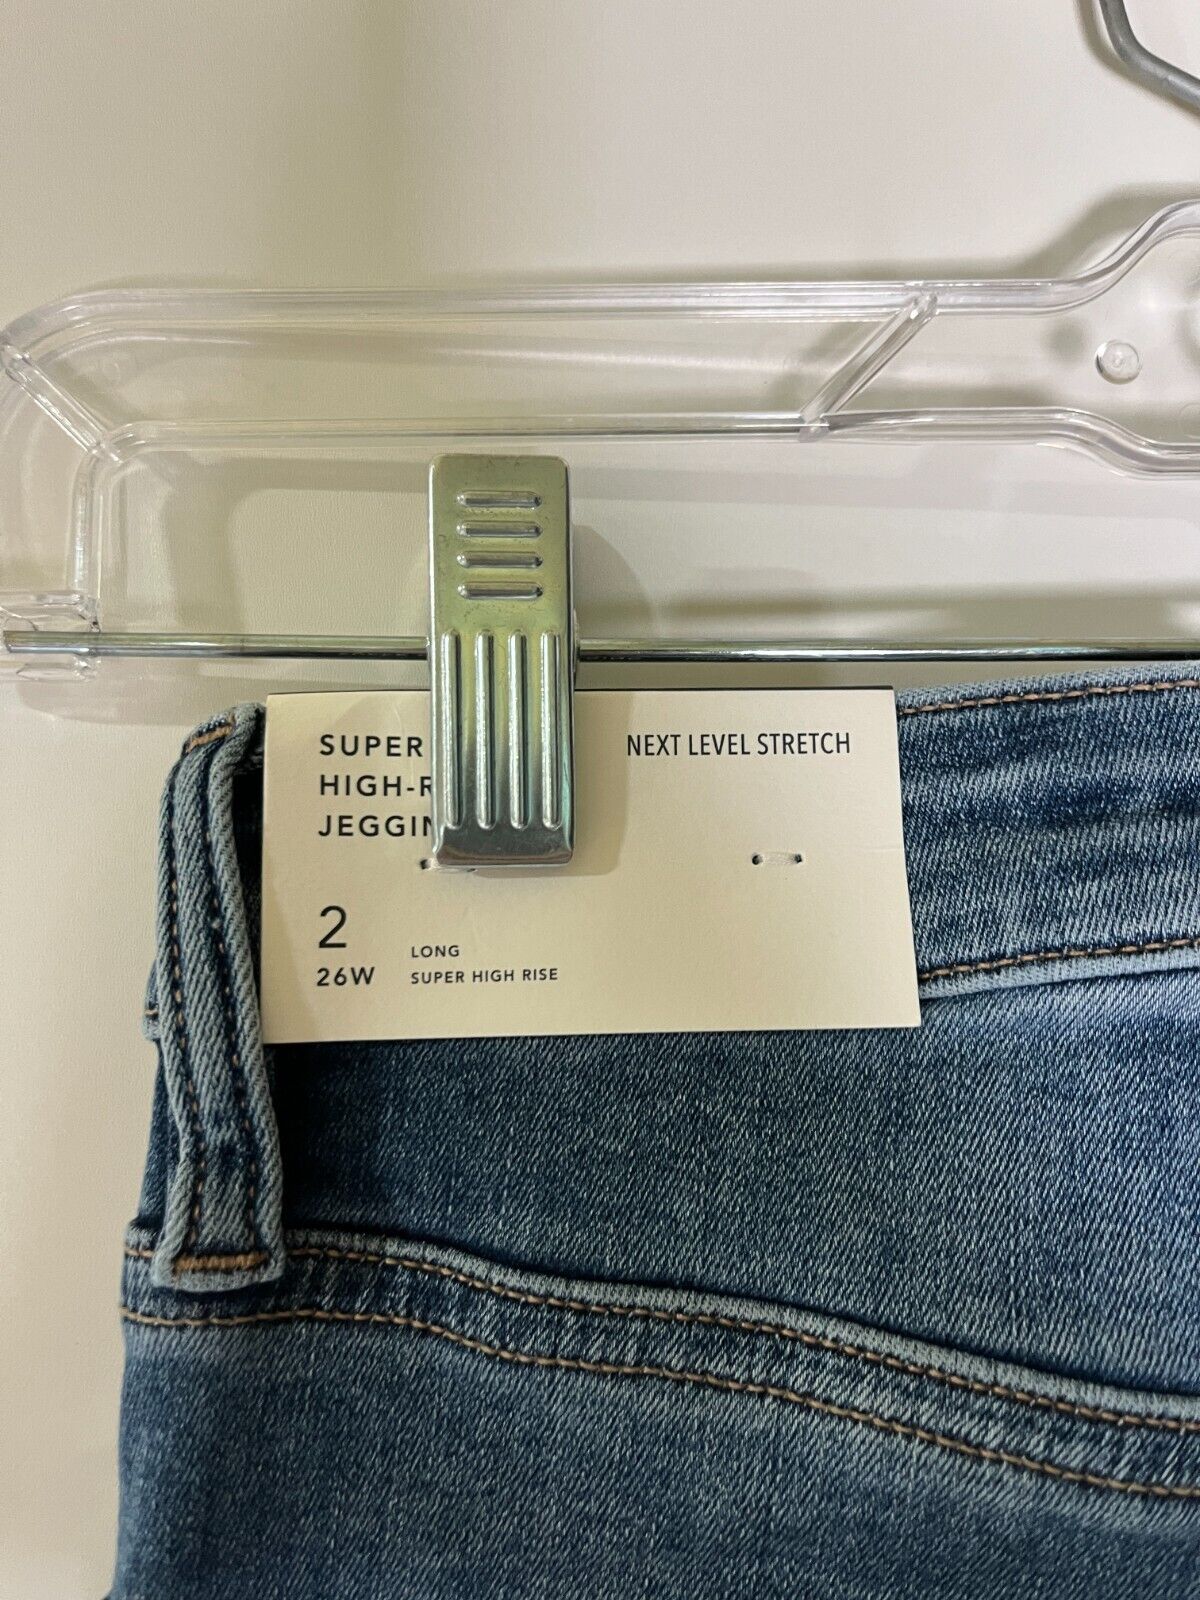 SUPER
HIGH-R
JEGGIN
NEXT LEVEL STRETCH
2
26W
LONG
SUPER HIGH RISE